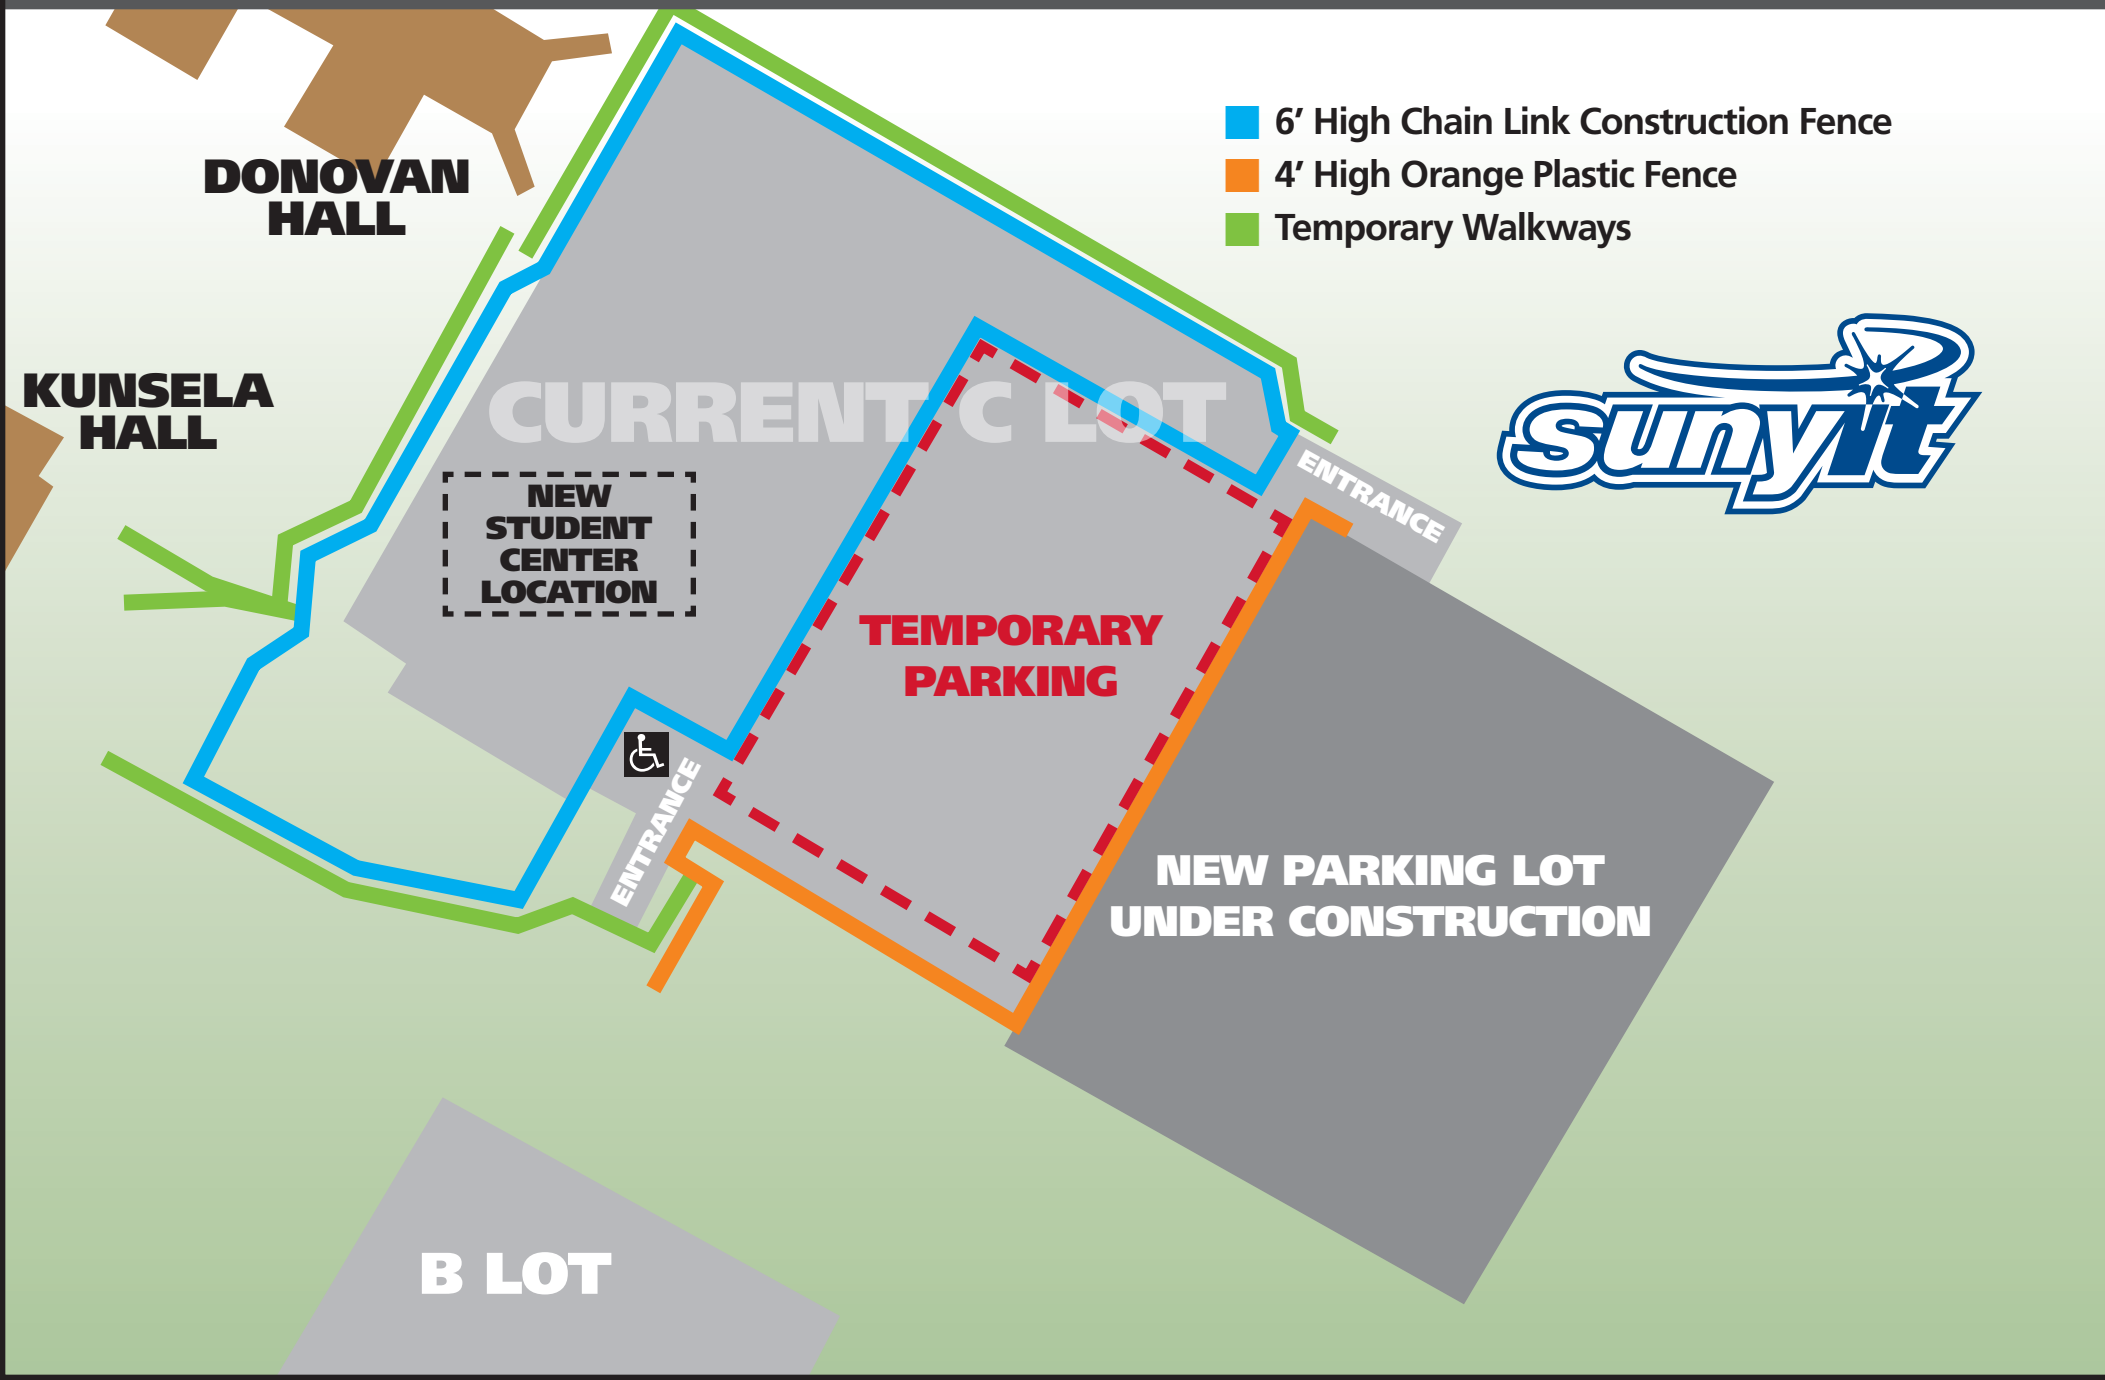 6’ High Chain Link Construction Fence
4’ High Orange Plastic Fence
Temporary Walkways
DONOVAN
HALL
KUNSELA
HALL
CURRENT C LOT
sunyit
ENTRANCE
NEW
STUDENT
CENTER
LOCATION
TEMPORARY
PARKING
ENTRANCE
NEW PARKING LOT
UNDER CONSTRUCTION
B LOT